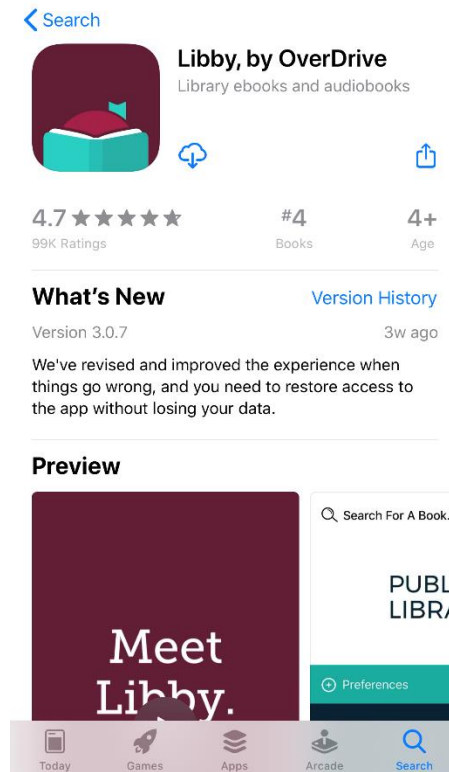 Search
Libby, by OverDrive
Library ebooks and audiobooks
4.7 #4 4+
99K Ratings Books Age
What's New Version History
Version 3.0.7 3w ago
We've revised and improved the experience when
things go wrong, and you need to restore access to
the app without losing your data.
Preview
Search For A Book.
PUBL
LIBRA
Meet
Libby.
Preferences
Today Games Apps Arcade Search